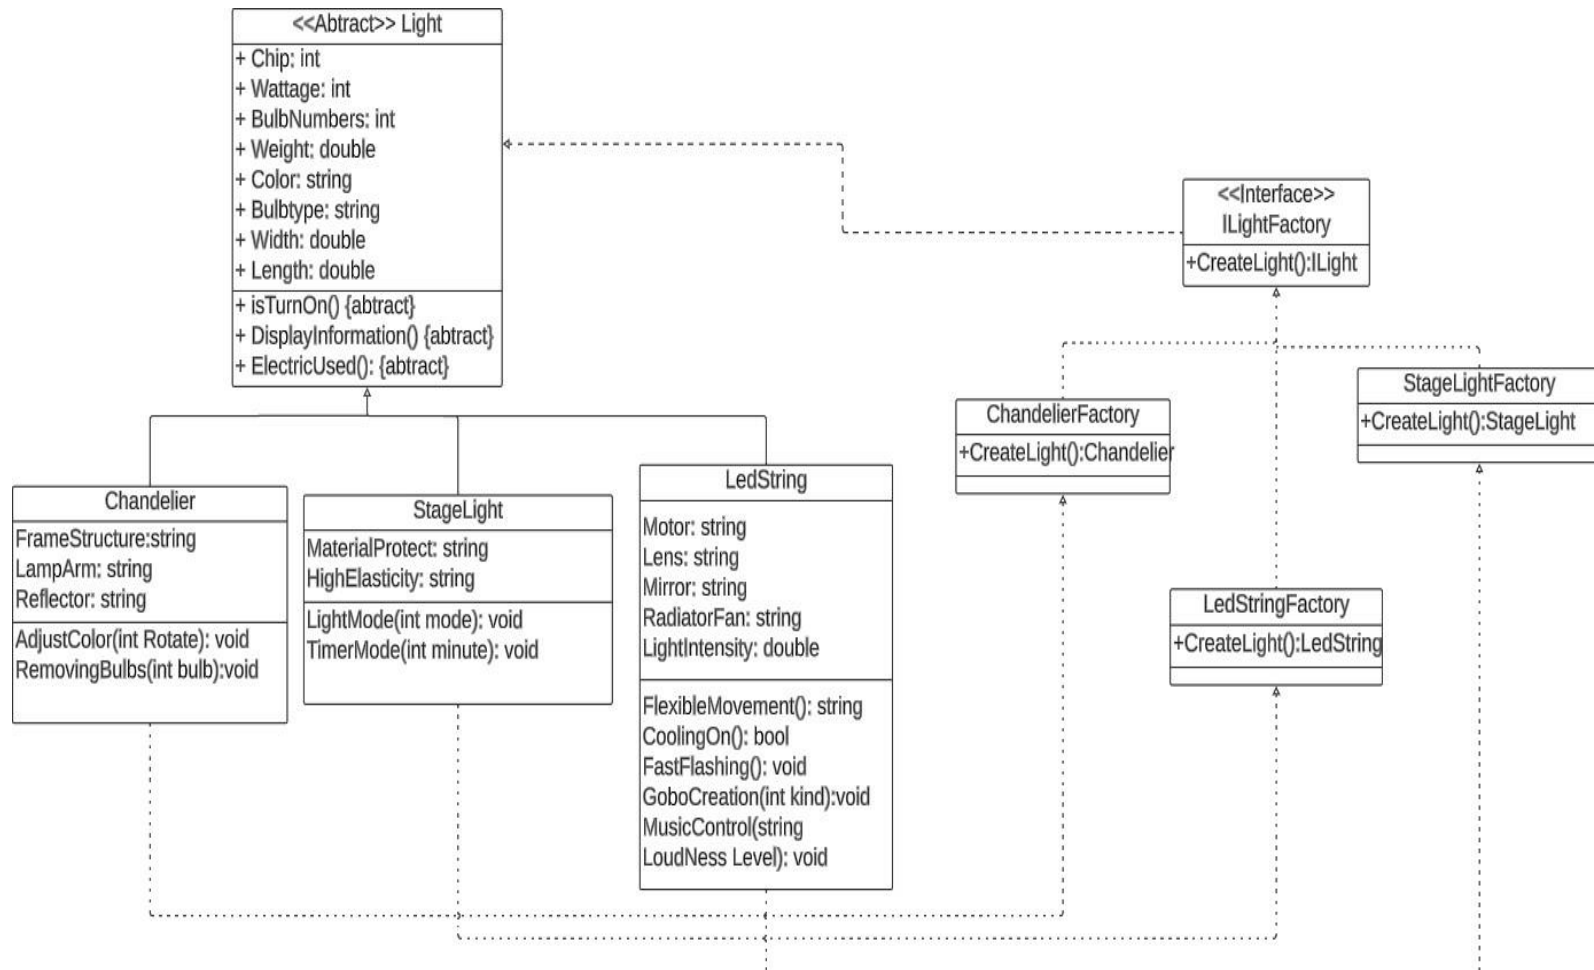 <<Abtract>> Light
+ Chip: int
+ Wattage: int
+ BulbNumbers: int
+ Weight: double
+ Color: string
+ Bulbtype: string
+ Width: double
+ Length: double
+ isTurnOn() {abtract}
+ DisplayInformation() {abtract}
+ ElectricUsed(): {abtract}
<<Interface>>
ILightFactory
+CreateLight():ILight
ChandelierFactory
+CreateLight():Chandelier
StageLightFactory
+CreateLight():StageLight
LedStringFactory
+CreateLight():LedString
Chandelier
FrameStructure:string
LampArm: string
Reflector: string
AdjustColor(int Rotate): void
RemovingBulbs(int bulb):void
StageLight
MaterialProtect: string
HighElasticity: string
LightMode(int mode): void
TimerMode(int minute): void
LedString
Motor: string
Lens: string
Mirror: string
RadiatorFan: string
LightIntensity: double
FlexibleMovement(): string
CoolingOn(): bool
FastFlashing(): void
GoboCreation(int kind):void
MusicControl(string
LoudNess Level): void